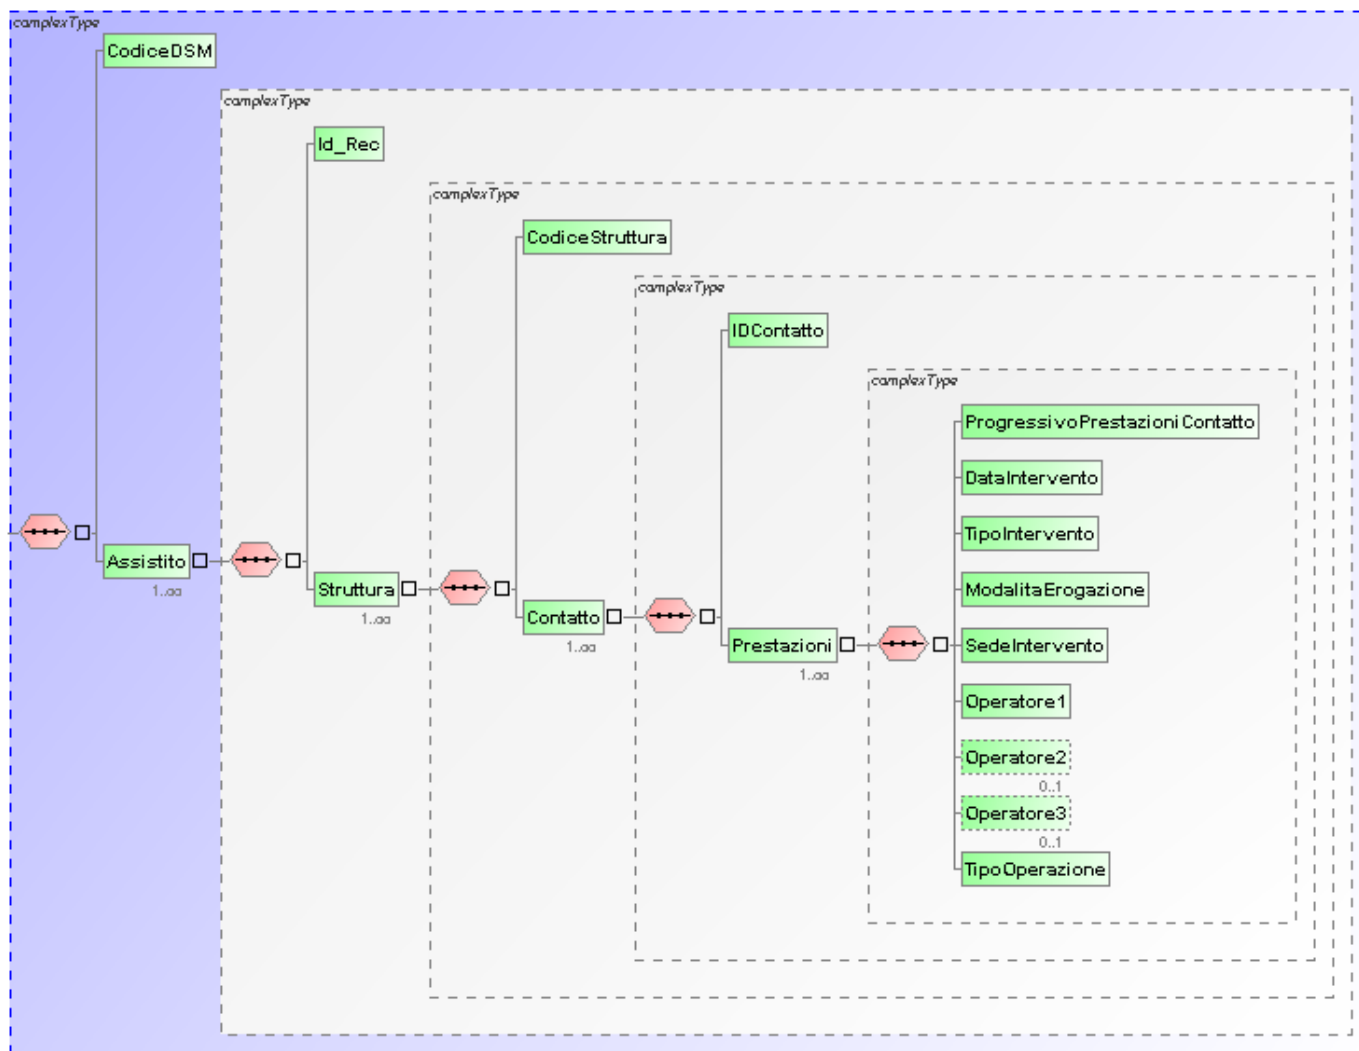 complexType
CodiceDSM
complexType
Id_Rec
complexType
CodiceStruttura
complexType
IDContatto
complexType
ProgressivoPrestazioniContatto
DataIntervento
TipoIntervento
ModalitaErogazione
Assistito
1..∞
Struttura
1..∞
Contatto
1..∞
Prestazioni
1..∞
SedeIntervento
Operatore1
Operatore2
0..1
Operatore3
0..1
TipoOperazione